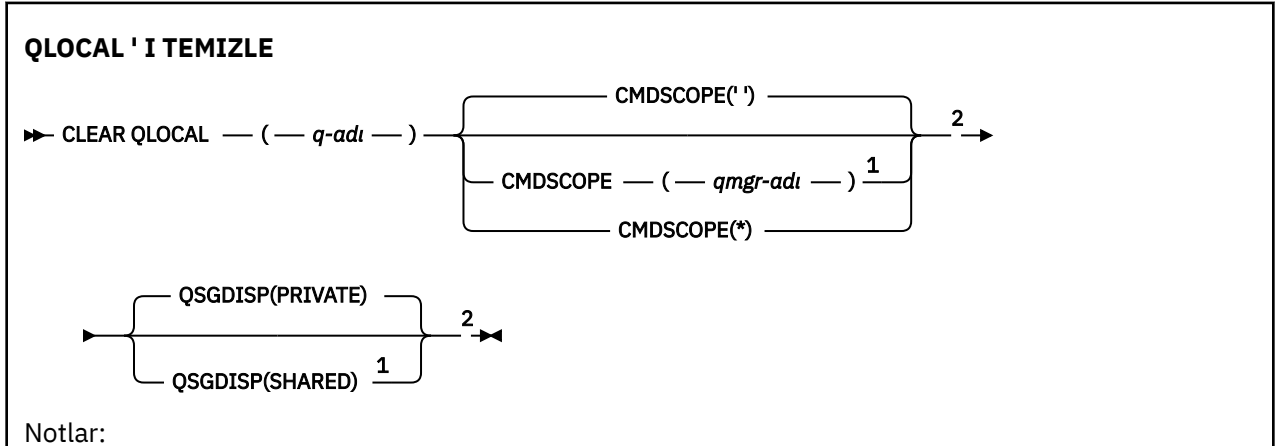 QLOCAL ' I TEMIZLE
CMDSCOPE(' ')
CLEAR QLOCAL ( q-adı ) 2
CMDSCOPE ( qmgr-adı ) 1
CMDSCOPE(*)
QSGDISP(PRIVATE)
2
QSGDISP(SHARED) 1
Notlar: